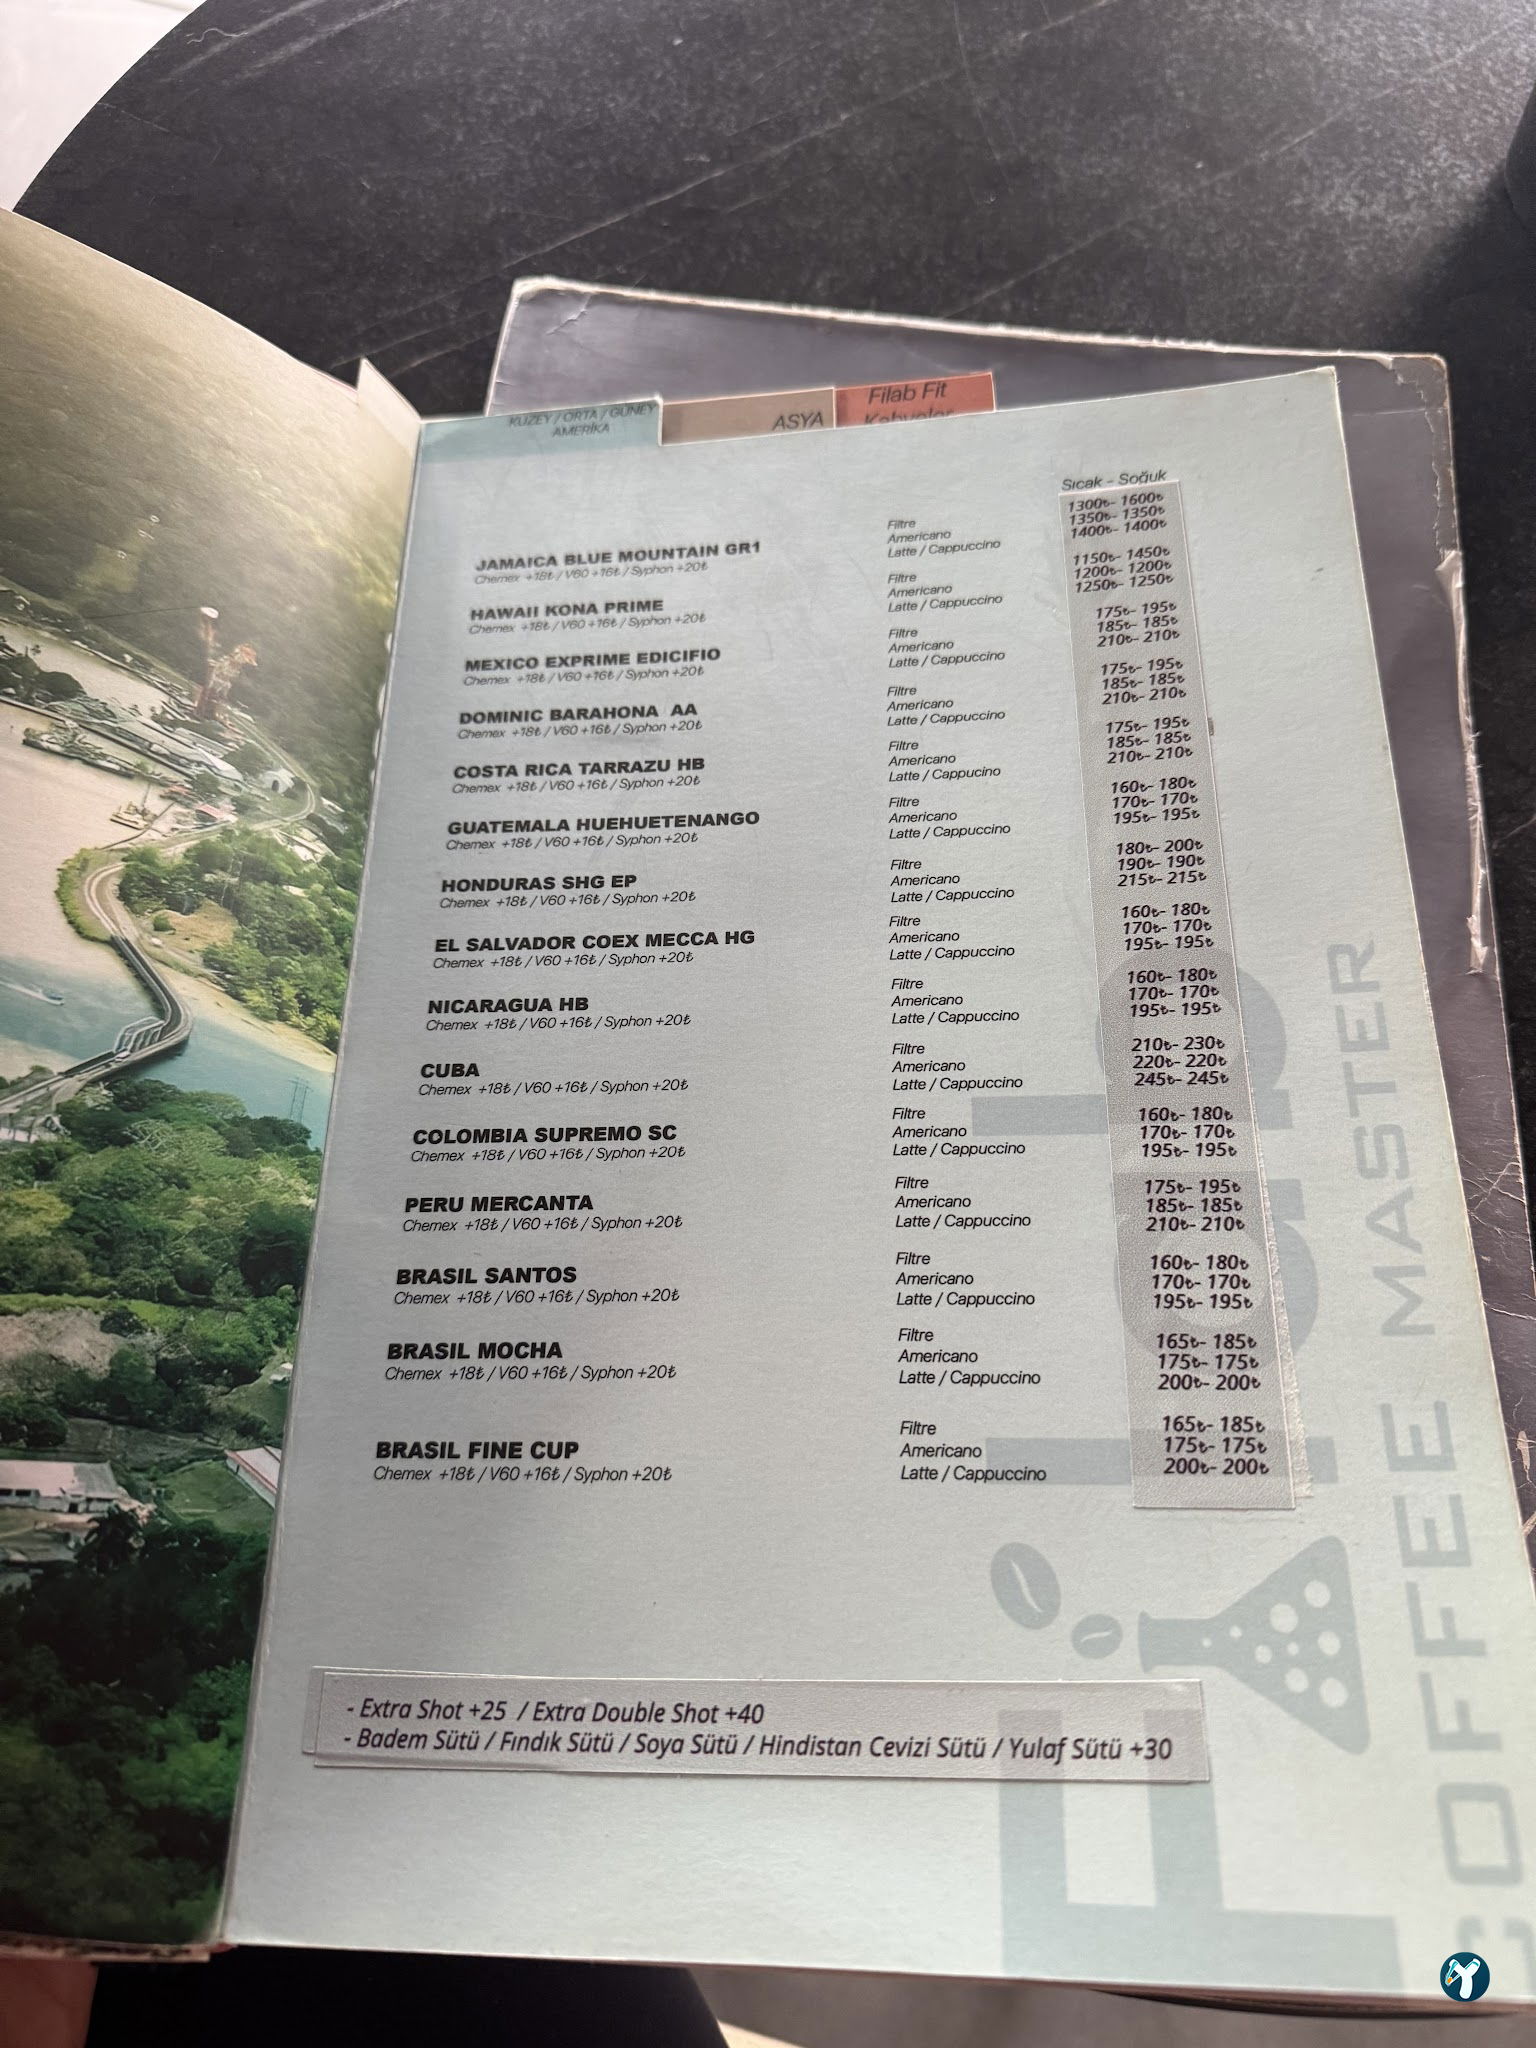 KUZEY / ORTA / GÜNEY
AMERİKA
ASYA
Filab Fit
Kahveler
Sıcak - Soğuk
JAMAICA BLUE MOUNTAIN GR1
Chemex +18₺ / V60 +16₺ / Syphon +20₺
Filtre 1300₺- 1600₺
Americano 1350₺- 1350₺
Latte / Cappuccino 1400₺- 1400₺
HAWAII KONA PRIME
Chemex +18₺ / V60 +16₺ / Syphon +20₺
Filtre 1150₺- 1450₺
Americano 1200₺- 1200₺
Latte / Cappuccino 1250₺- 1250₺
MEXICO EXPRIME EDICIFIO
Chemex +18₺ / V60 +16₺ / Syphon +20₺
Filtre 175₺- 195₺
Americano 185₺- 185₺
Latte / Cappuccino 210₺- 210₺
DOMINIC BARAHONA AA
Chemex +18₺ / V60 +16₺ / Syphon +20₺
Filtre 175₺- 195₺
Americano 185₺- 185₺
Latte / Cappuccino 210₺- 210₺
COSTA RICA TARRAZU HB
Chemex +18₺ / V60 +16₺ / Syphon +20₺
Filtre 175₺- 195₺
Americano 185₺- 185₺
Latte / Cappucino 210₺- 210₺
GUATEMALA HUEHUETENANGO
Chemex +18₺ / V60 +16₺ / Syphon +20₺
Filtre 160₺- 180₺
Americano 170₺- 170₺
Latte / Cappuccino 195₺- 195₺
HONDURAS SHG EP
Chemex +18₺ / V60 +16₺ / Syphon +20₺
Filtre 180₺- 200₺
Americano 190₺- 190₺
Latte / Cappuccino 215₺- 215₺
EL SALVADOR COEX MECCA HG
Chemex +18₺ / V60 +16₺ / Syphon +20₺
Filtre 160₺- 180₺
Americano 170₺- 170₺
Latte / Cappuccino 195₺- 195₺
NICARAGUA HB
Chemex +18₺ / V60 +16₺ / Syphon +20₺
Filtre 160₺- 180₺
Americano 170₺- 170₺
Latte / Cappuccino 195₺- 195₺
CUBA
Chemex +18₺ / V60 +16₺ / Syphon +20₺
Filtre 210₺- 230₺
Americano 220₺- 220₺
Latte / Cappuccino 245₺- 245₺
COLOMBIA SUPREMO SC
Chemex +18₺ / V60 +16₺ / Syphon +20₺
Filtre 160₺- 180₺
Americano 170₺- 170₺
Latte / Cappuccino 195₺- 195₺
PERU MERCANTA
Chemex +18₺ / V60 +16₺ / Syphon +20₺
Filtre 175₺- 195₺
Americano 185₺- 185₺
Latte / Cappuccino 210₺- 210₺
BRASIL SANTOS
Chemex +18₺ / V60 +16₺ / Syphon +20₺
Filtre 160₺- 180₺
Americano 170₺- 170₺
Latte / Cappuccino 195₺- 195₺
BRASIL MOCHA
Chemex +18₺ / V60 +16₺ / Syphon +20₺
Filtre 165₺- 185₺
Americano 175₺- 175₺
Latte / Cappuccino 200₺- 200₺
BRASIL FINE CUP
Chemex +18₺ / V60 +16₺ / Syphon +20₺
Filtre 165₺- 185₺
Americano 175₺- 175₺
Latte / Cappuccino 200₺- 200₺
- Extra Shot +25 / Extra Double Shot +40
- Badem Sütü / Fındık Sütü / Soya Sütü / Hindistan Cevizi Sütü / Yulaf Sütü +30
COFFEE MASTER